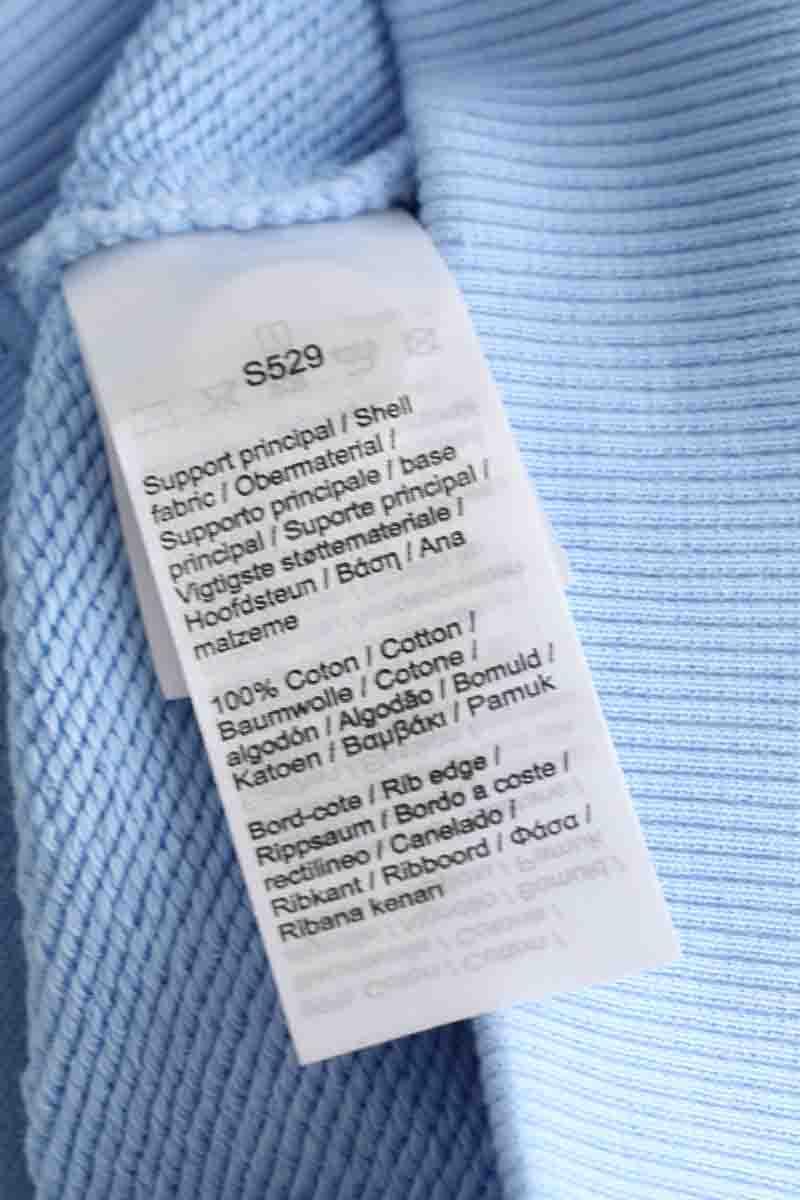 S529
Support principal / Shell
fabric / Obermaterial /
Supporto principale / base
principal / Suporte principal /
Vigtigste støttemateriale /
Hoofdsteun / Βάση / Ana
malzeme
100% Coton / Cotton /
Baumwolle / Cotone /
algodón / Algodão / Bomuld /
Katoen / Βαμβάκι / Pamuk
Bord-cote / Rib edge /
Rippsaum / Bordo a coste /
rectilineo / Canelado /
Ribkant / Ribboord / Φάσα /
Ribana kenarı